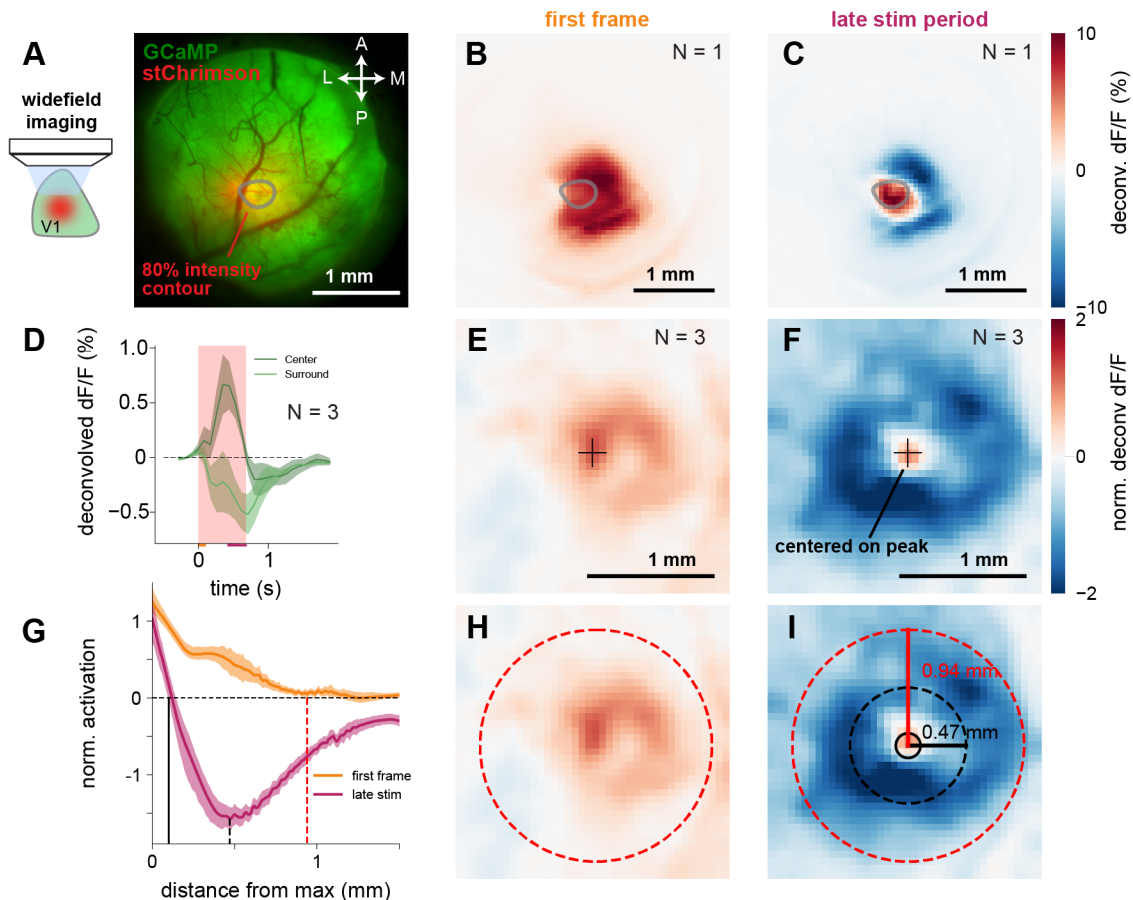 first frame
late stim period
A
widefield
imaging
V1
GCaMP
stChrimson
A
L
M
P
80% intensity
contour
1 mm
B
N = 1
1 mm
C
N = 1
1 mm
10
0
−10
deconv. dF/F (%)
D
deconvolved dF/F (%)
1.0
0.5
0
−0.5
Center
Surround
N = 3
0
1
time (s)
E
N = 3
1 mm
F
N = 3
centered on peak
1 mm
2
0
−2
norm. deconv dF/F
G
norm. activation
1
0
-1
first frame
late stim
0
1
distance from max (mm)
H
I
0.94 mm
0.47 mm